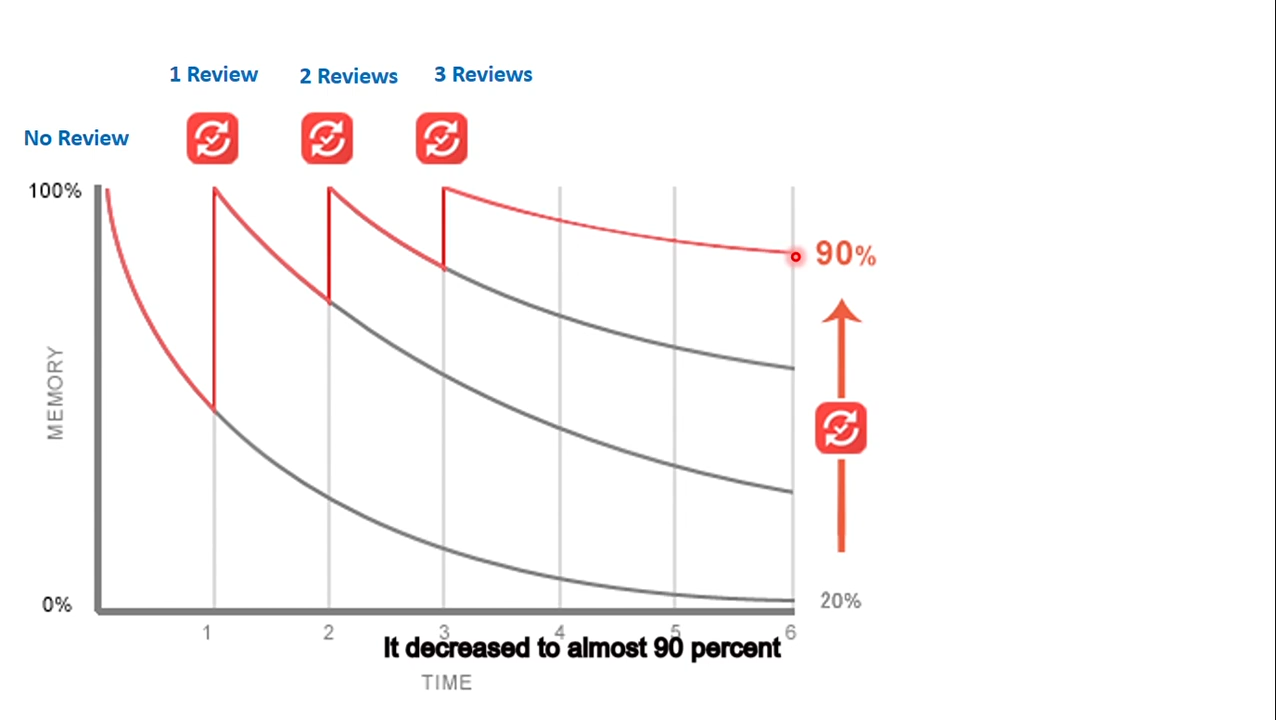 1 Review
2 Reviews
3 Reviews
No Review
100%
90%
MEMORY
20%
0%
1
2
3
4
5
6
It decreased to almost 90 percent
TIME